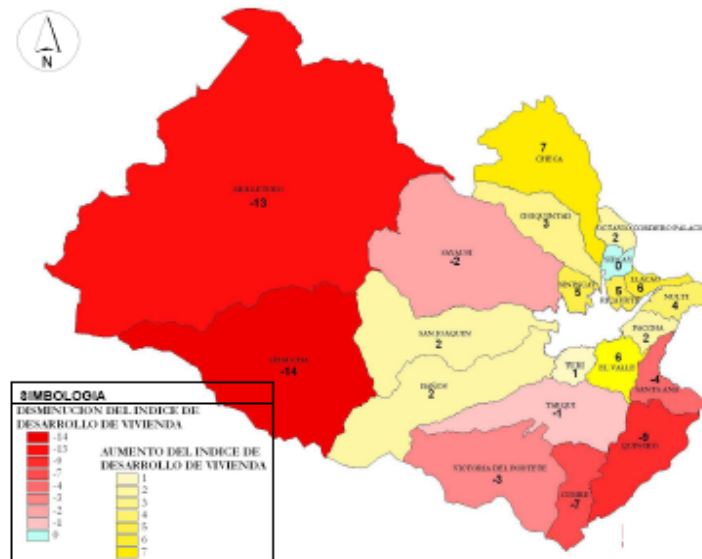 N
7
CHECA
MOLLETURO
-13
CHIQUINTAD
5
OCTAVIO CORDERO PALACIOS
2
SIDCAY
0
SAYAUSI
-2
LLACAO
6
SININCAY
5
5
RICAURTE
NULTI
4
SAN JOAQUIN
2
PACCHA
2
CHAUCHA
-14
6
EL VALLE
TURI
1
BAÑOS
2
-4
SANTA ANA
TARQUI
-1
-9
QUINGEO
VICTORIA DEL PORTETE
-3
CUMBE
-7
SIMBOLOGIA
DISMINUCION DEL INDICE DE
DESARROLLO DE VIVIENDA
-14
-13
-9
-7
-4
-3
-2
-1
0
AUMENTO DEL INDICE DE
DESARROLLO DE VIVIENDA
1
2
3
4
5
6
7